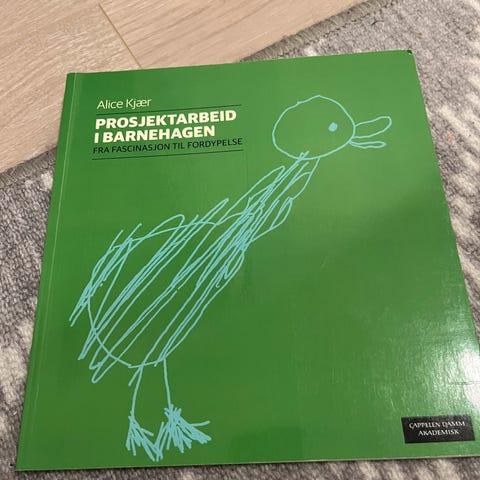 Alice Kjær
PROSJEKTARBEID
I BARNEHAGEN
FRA FASCINASJON TIL FORDYPELSE
CAPPELEN DAMM
AKADEMISK